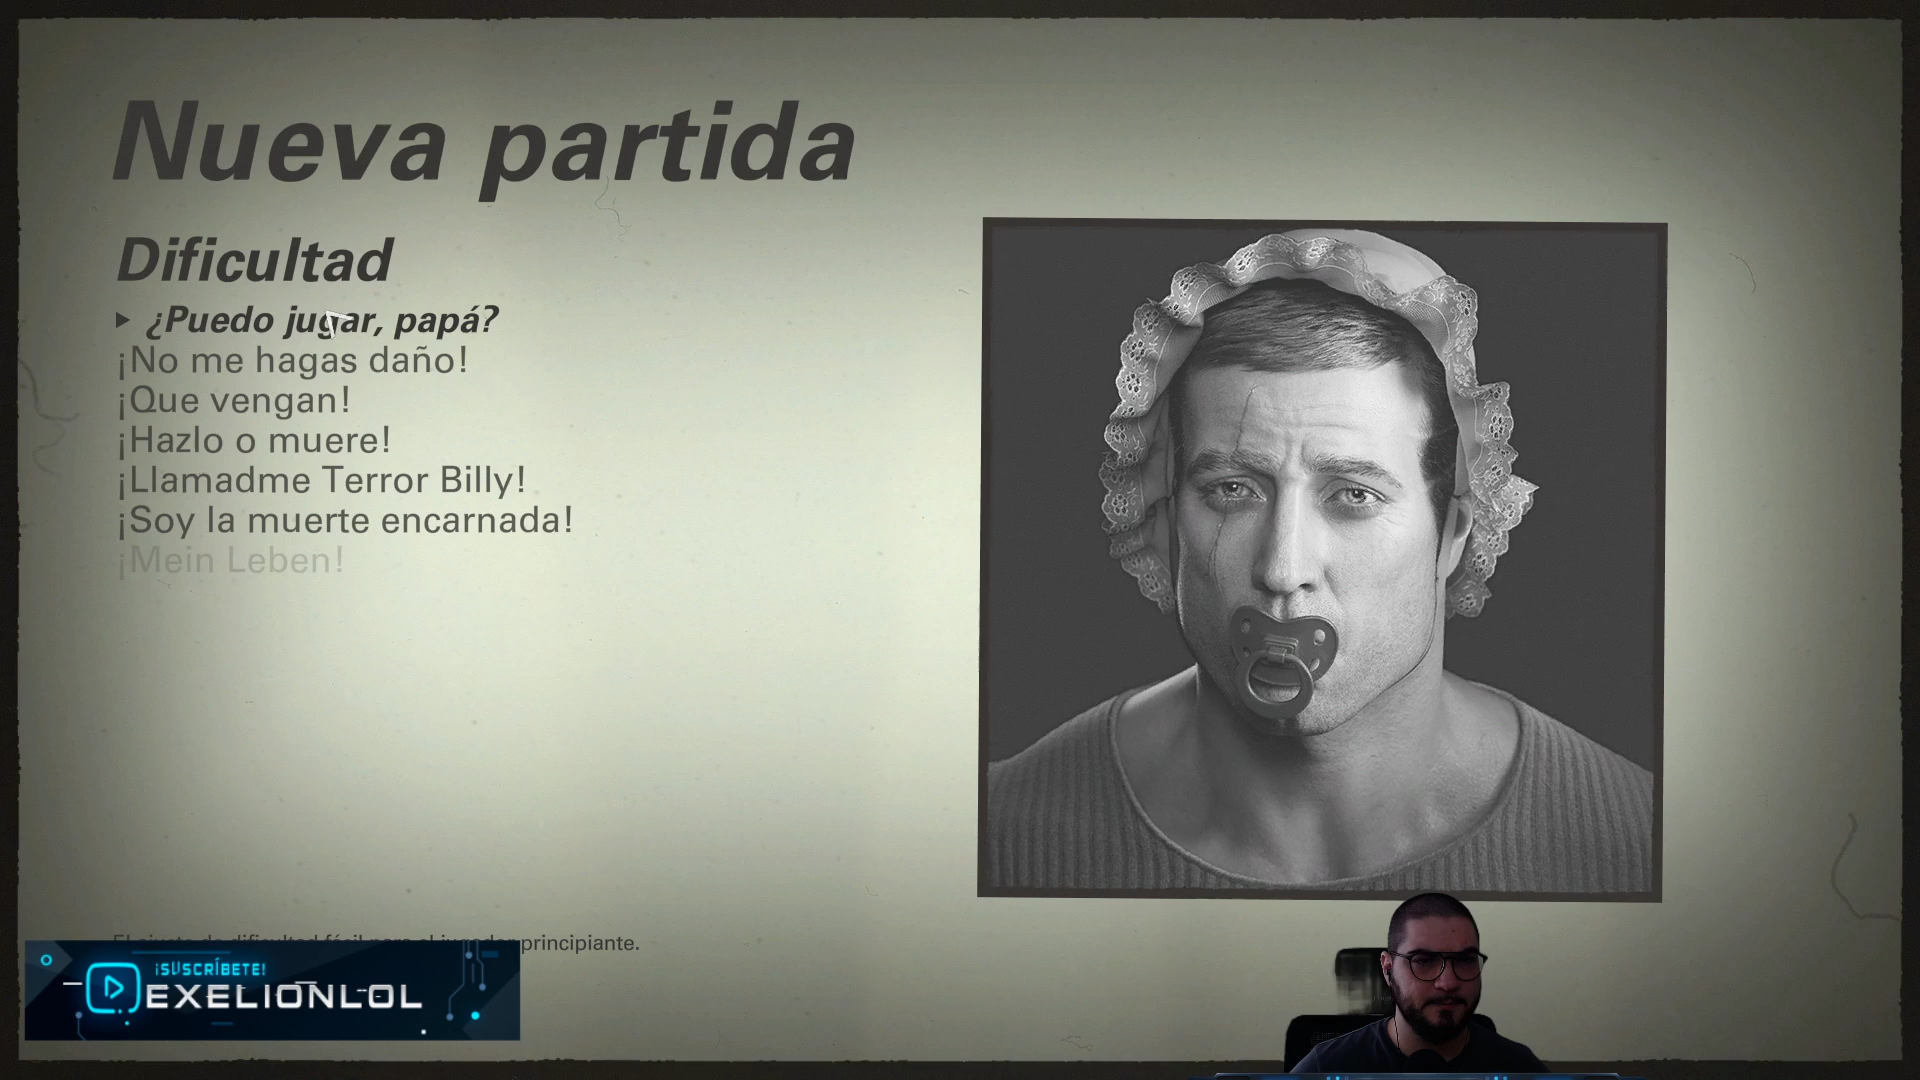 Nueva partida
Dificultad
¿Puedo jugar, papá?
¡No me hagas daño!
¡Que vengan!
¡Hazlo o muere!
¡Llamadme Terror Billy!
¡Soy la muerte encarnada!
¡Mein Leben!
principiante.
¡SUSCRÍBETE!
EXELIONLOL